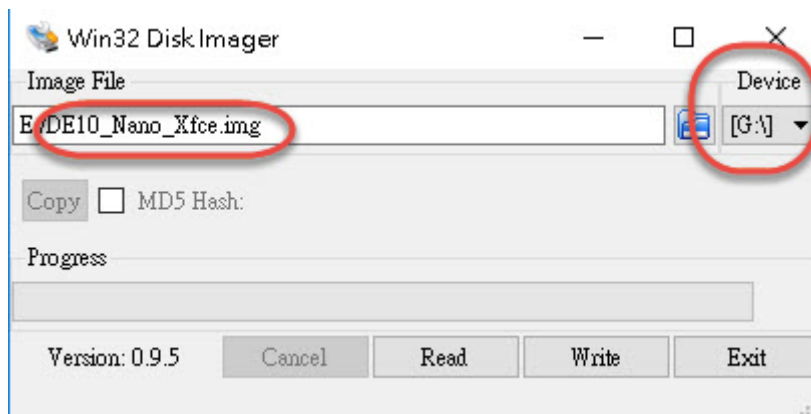 Win32 Disk Imager
Image File
Device
E:/DE10_Nano_Xfce.img
[G:\]
Copy
MD5 Hash:
Progress
Version: 0.9.5
Cancel
Read
Write
Exit